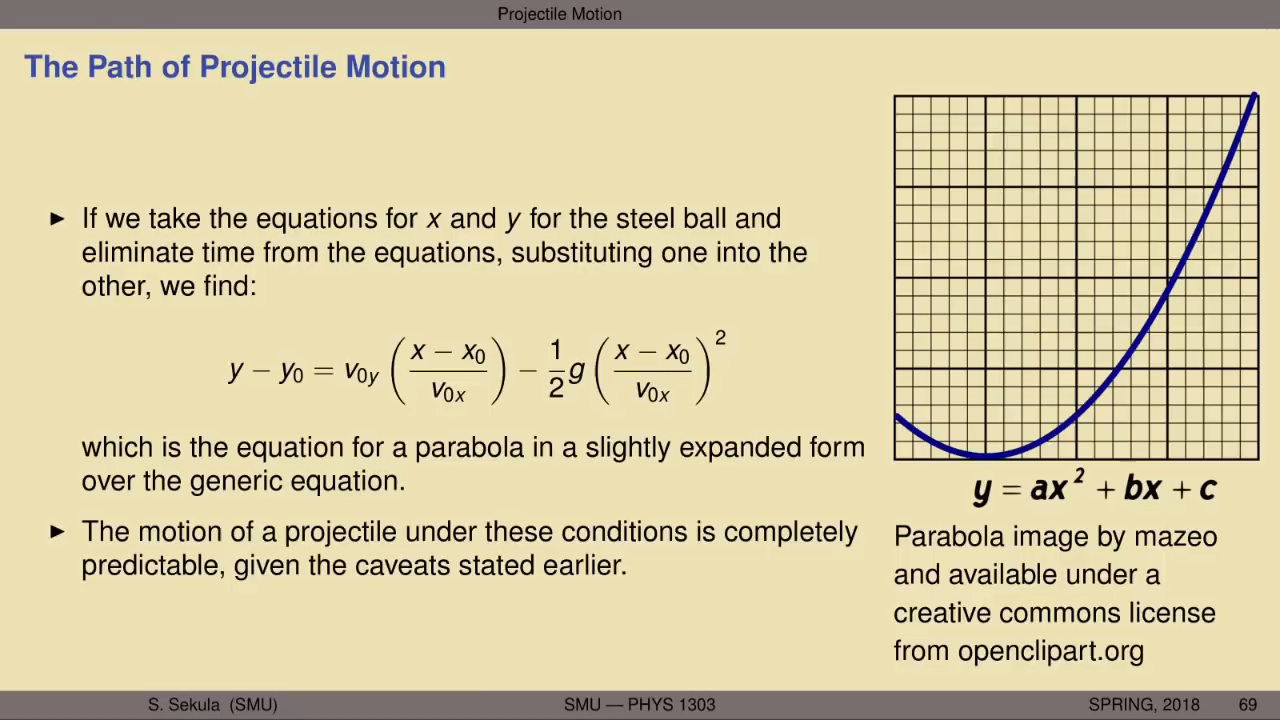 Projectile Motion
The Path of Projectile Motion
► If we take the equations for x and y for the steel ball and
eliminate time from the equations, substituting one into the
other, we find:
y − y₀ = v₀y ((x − x₀)/v₀x) − 1/2 g ((x − x₀)/v₀x)²
which is the equation for a parabola in a slightly expanded form
over the generic equation.
► The motion of a projectile under these conditions is completely
predictable, given the caveats stated earlier.
y = ax² + bx + c
Parabola image by mazeo
and available under a
creative commons license
from openclipart.org
S. Sekula (SMU) SMU — PHYS 1303 SPRING, 2018 69